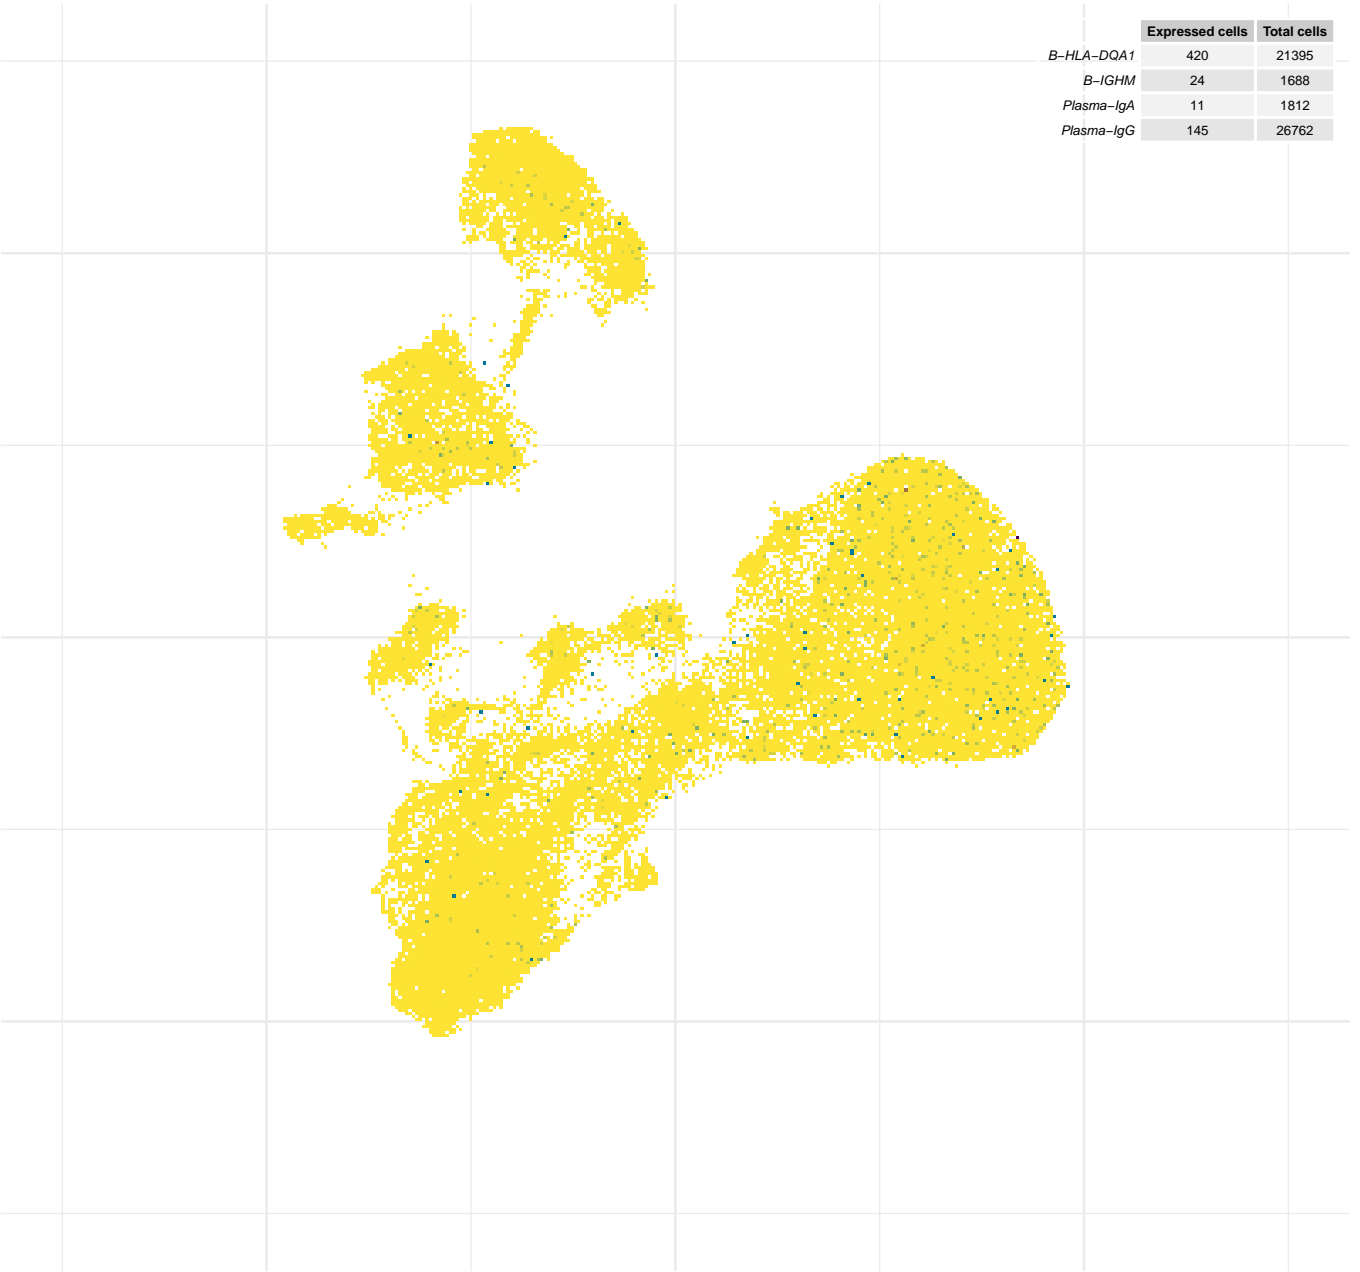 Expressed cells Total cells
B−HLA−DQA1 420 21395
B−IGHM 24 1688
Plasma−IgA 11 1812
Plasma−IgG 145 26762